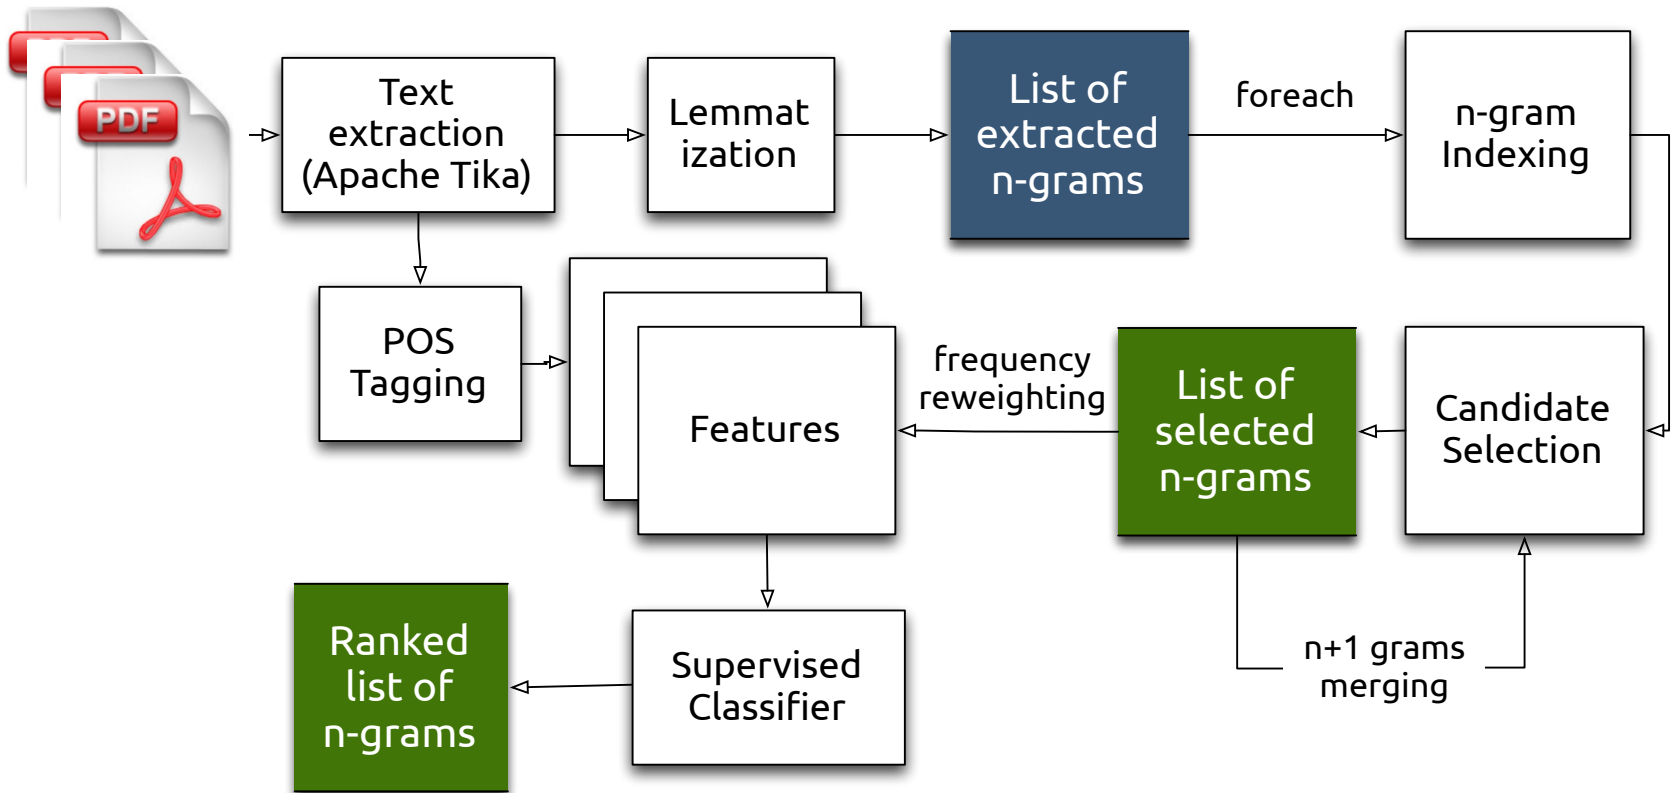 PDF
Text
extraction
(Apache Tika)
Lemmat
ization
List of
extracted
n-grams
foreach
n-gram
Indexing
POS
Tagging
Features
frequency
reweighting
List of
selected
n-grams
Candidate
Selection
n+1 grams
merging
Supervised
Classifier
Ranked
list of
n-grams